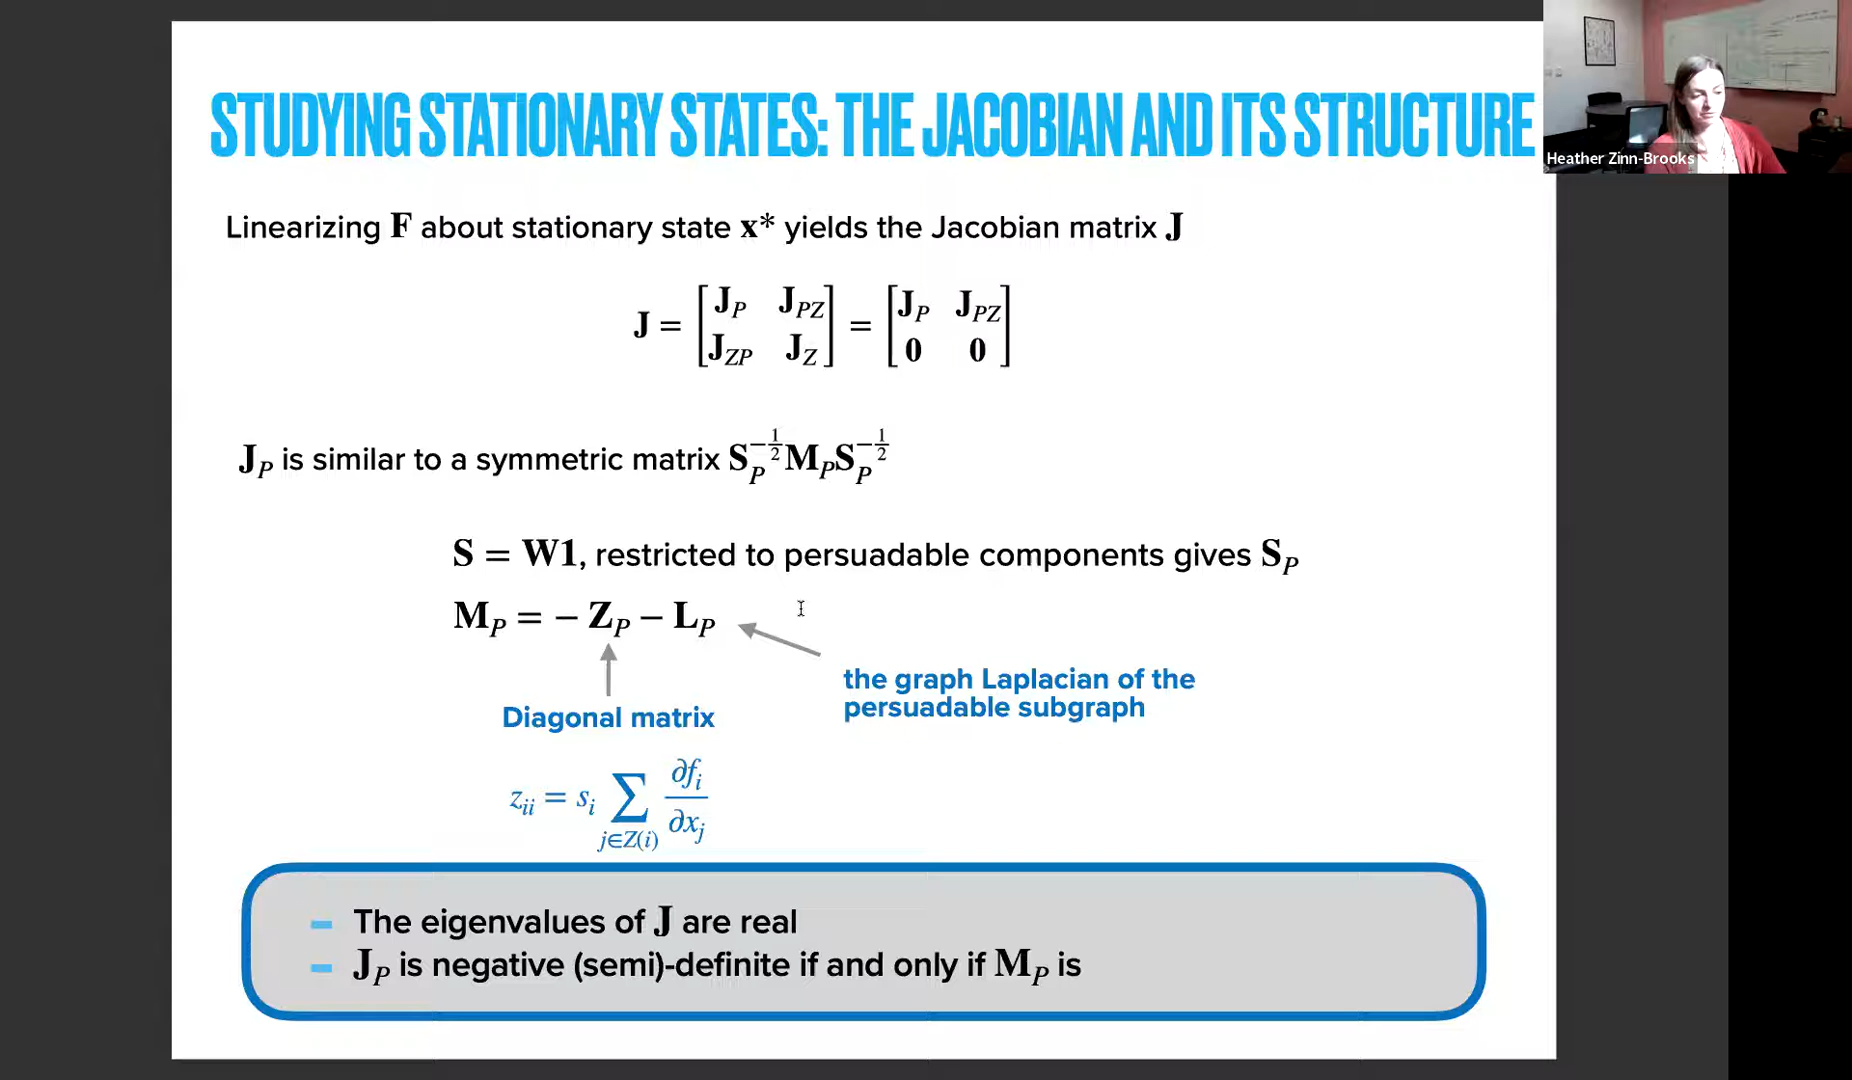 STUDYING STATIONARY STATES: THE JACOBIAN AND ITS STRUCTURE
Heather Zinn-Brooks
Linearizing F about stationary state x* yields the Jacobian matrix J
J = [J_P J_PZ; J_ZP J_Z] = [J_P J_PZ; 0 0]
J_P is similar to a symmetric matrix S_P^{-1/2} M_P S_P^{-1/2}
S = W1, restricted to persuadable components gives S_P
M_P = − Z_P − L_P
the graph Laplacian of the
persuadable subgraph
Diagonal matrix
z_ii = s_i ∑_{j∈Z(i)} ∂f_i/∂x_j
The eigenvalues of J are real
J_P is negative (semi)-definite if and only if M_P is